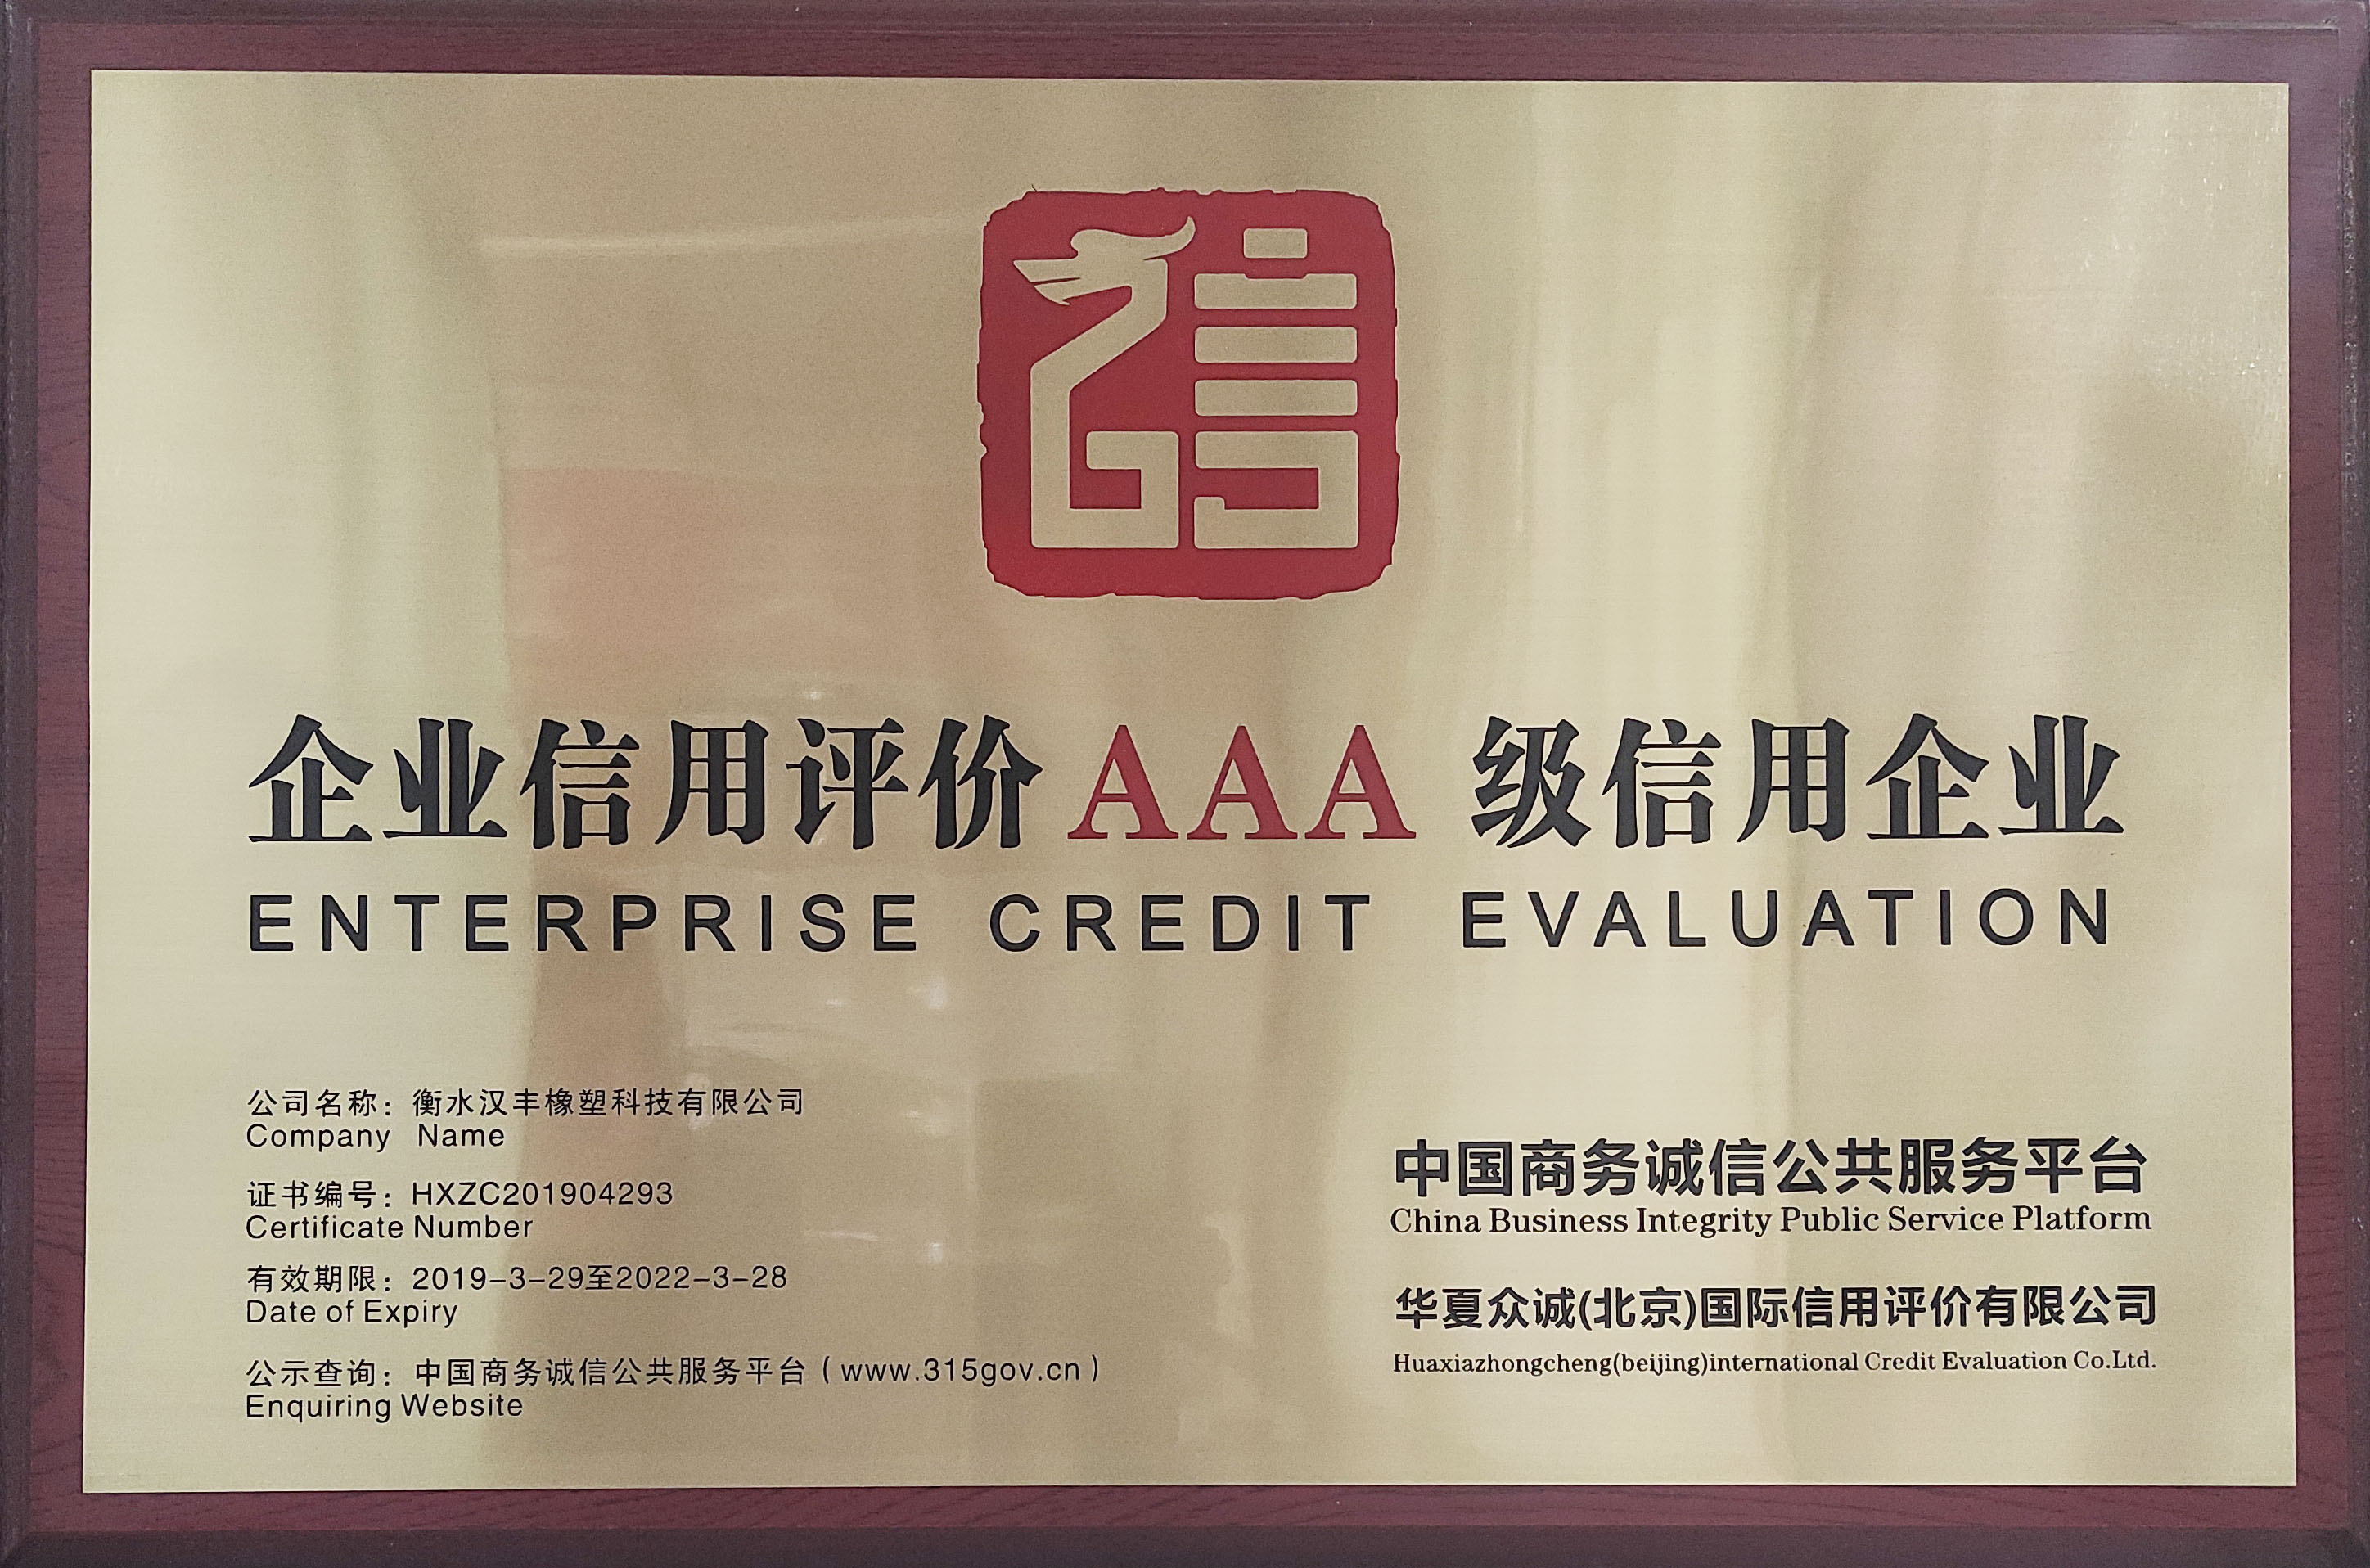 信
企业信用评价AAA级信用企业
ENTERPRISE CREDIT EVALUATION
公司名称：衡水汉丰橡塑科技有限公司
Company Name
证书编号：HXZC201904293
Certificate Number
有效期限：2019-3-29至2022-3-28
Date of Expiry
公示查询：中国商务诚信公共服务平台（www.315gov.cn）
Enquiring Website
中国商务诚信公共服务平台
China Business Integrity Public Service Platform
华夏众诚(北京)国际信用评价有限公司
Huaxiazhongcheng(beijing)international Credit Evaluation Co.Ltd.